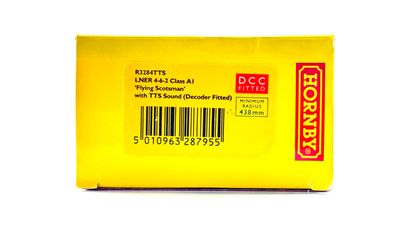 R3284TTS
LNER 4-6-2 Class A1
'Flying Scotsman'
with TTS Sound (Decoder Fitted)
DCC
FITTED
MINIMUM
RADIUS
438mm
5 010963 287955
HORNBY